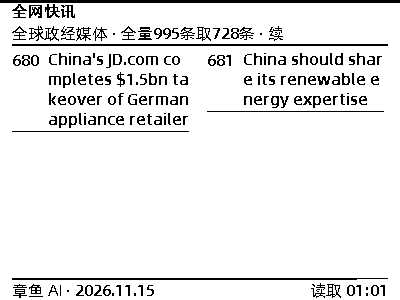 全网快讯
全球政经媒体 · 全量995条取728条 · 续
680 China's JD.com co
mpletes $1.5bn ta
keover of German
appliance retailer
681 China should shar
e its renewable e
nergy expertise
章鱼 AI · 2026.11.15
读取 01:01